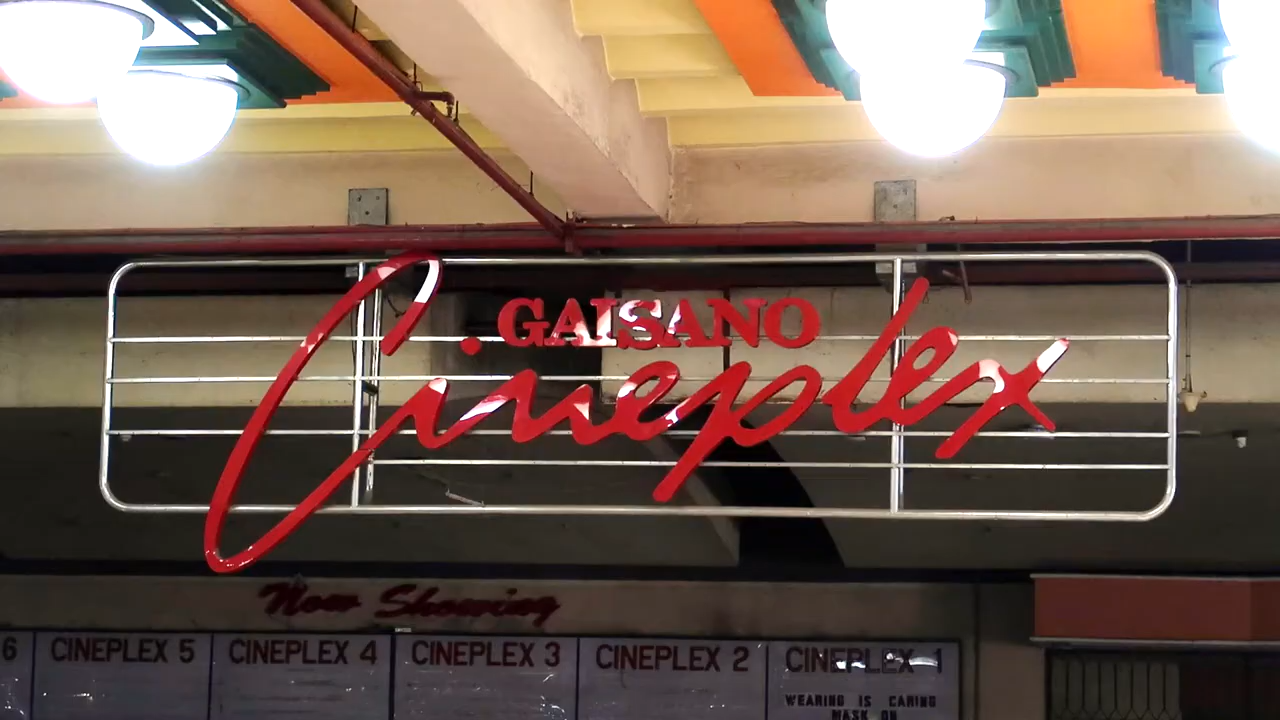 GAISANO
Cineplex
Now Showing
6 CINEPLEX 5 CINEPLEX 4 CINEPLEX 3 CINEPLEX 2 CINEPLEX 1
WEARING IS CARING
MASK ON